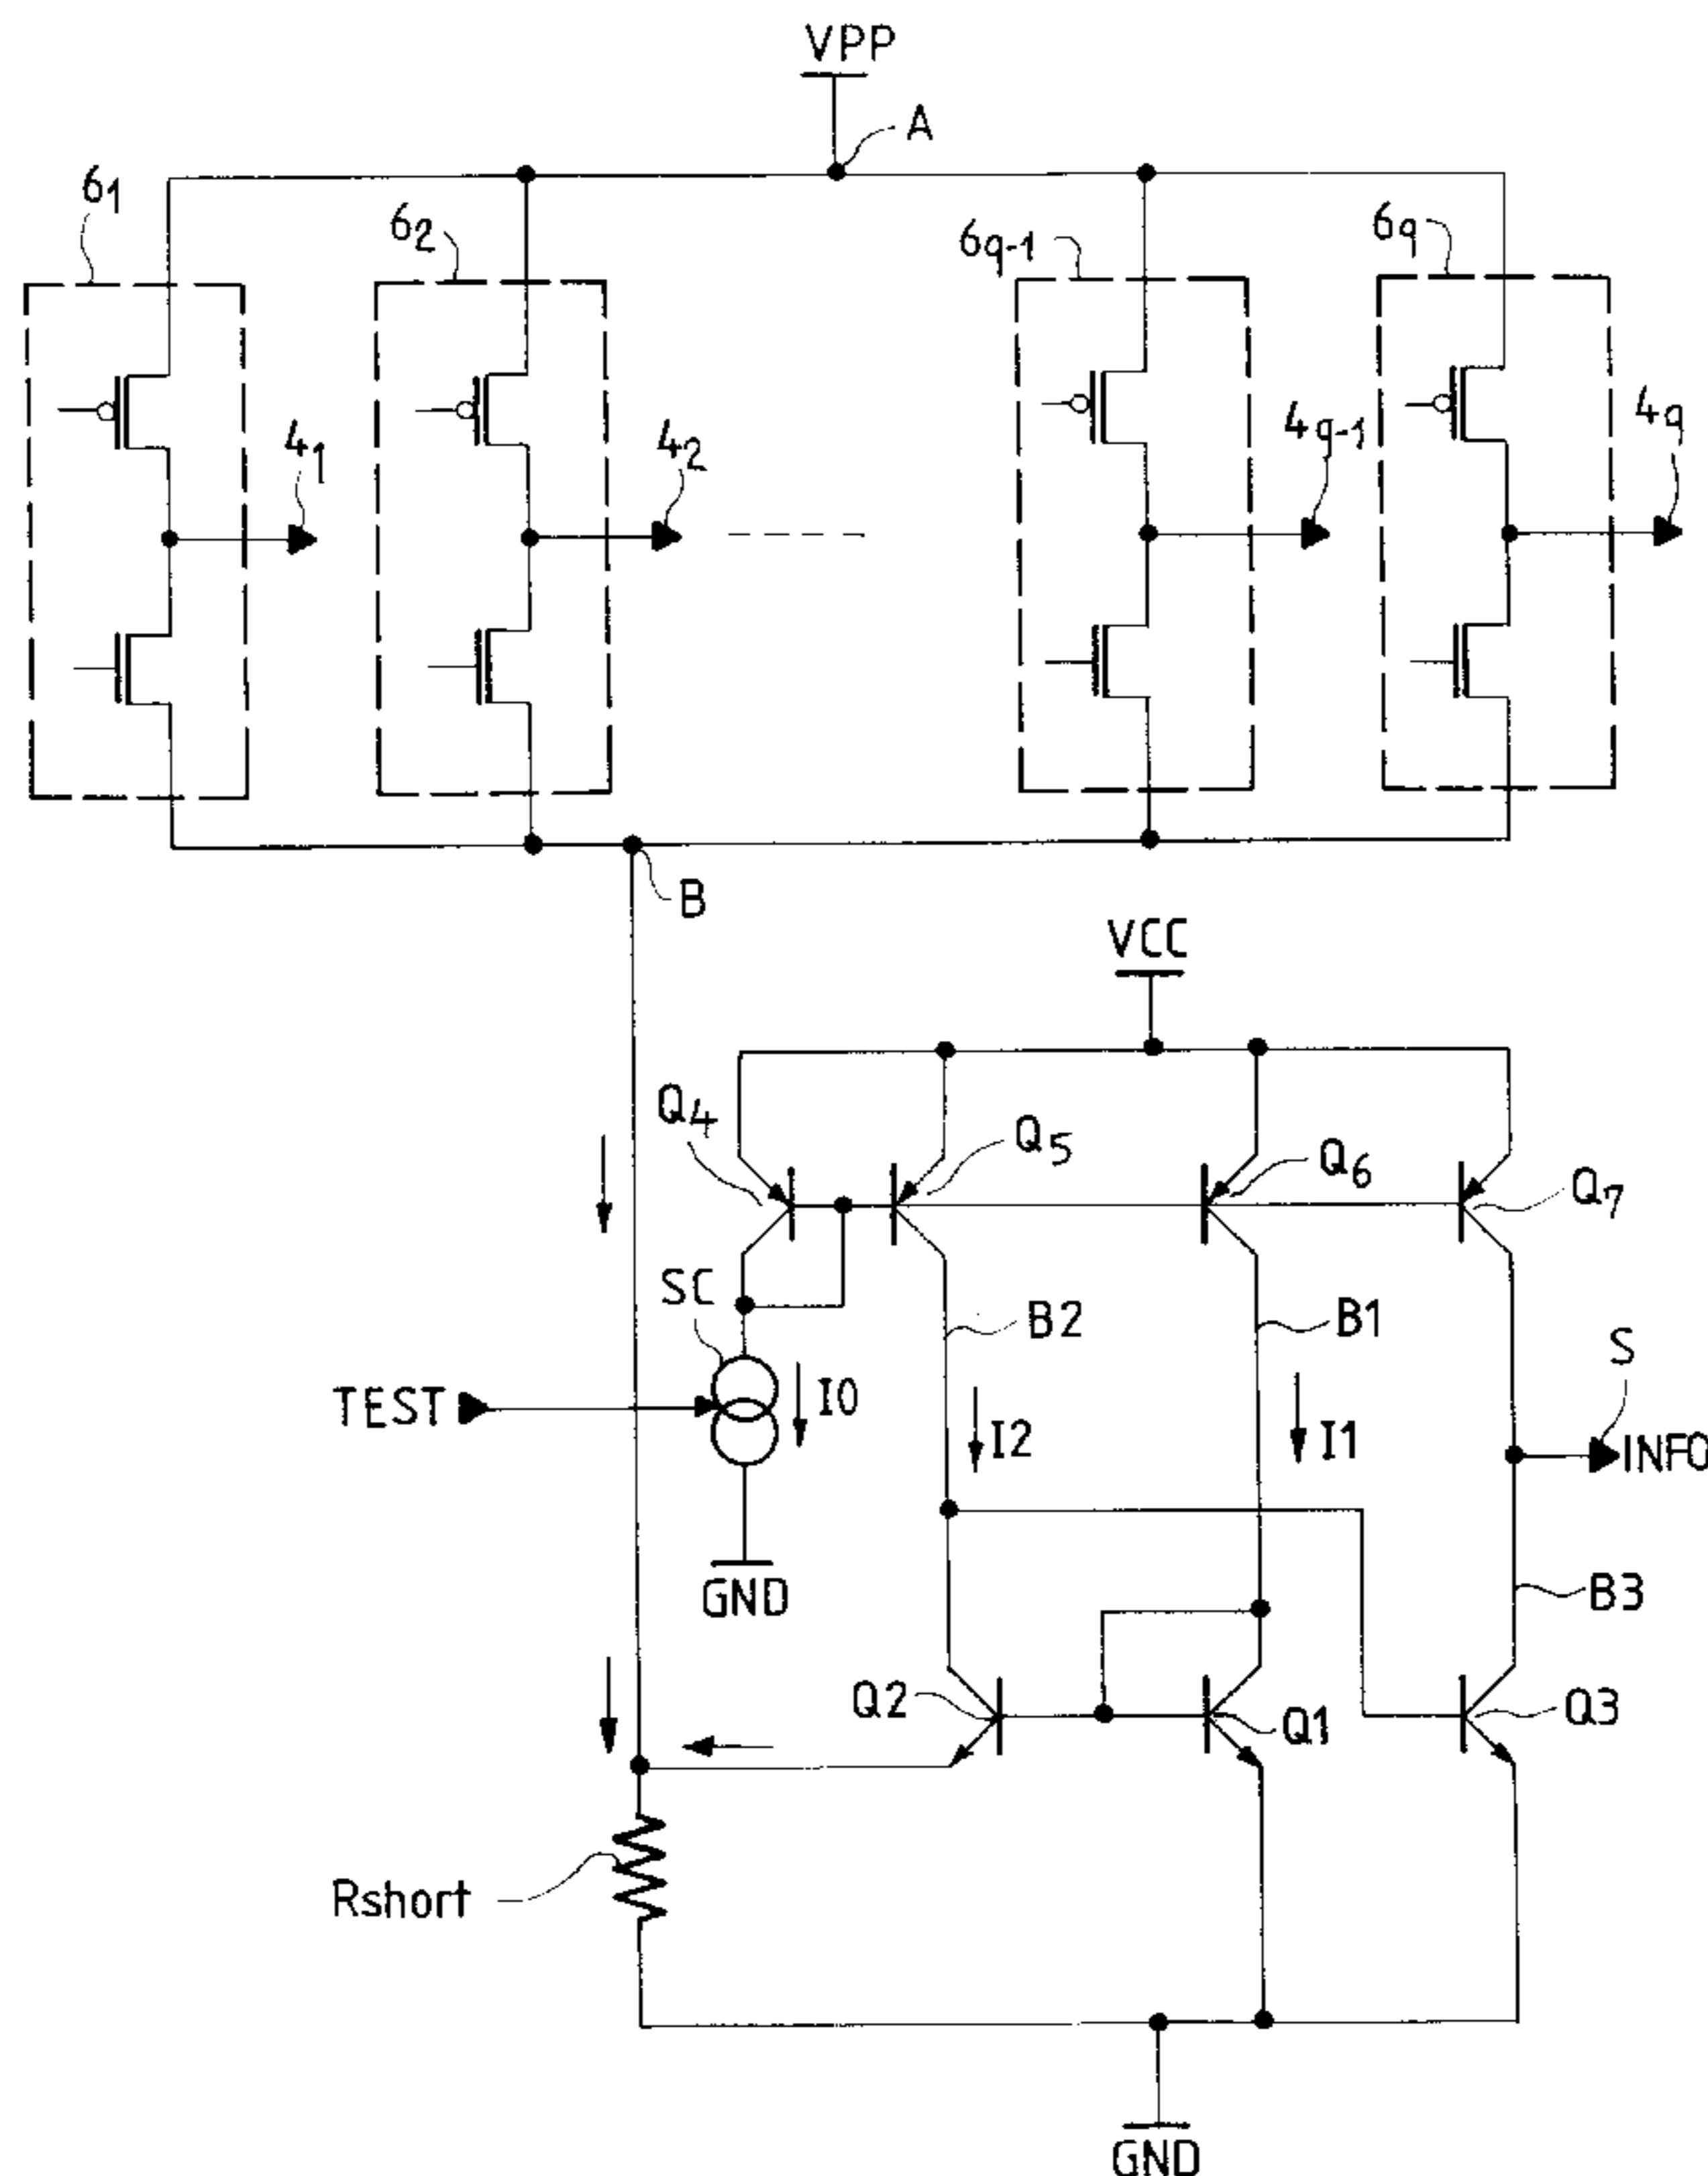 VPP
A
6₁
6₂
6q-1
6q
4₁
4₂
4q-1
4q
B
VCC
Q4
Q5
Q6
Q7
SC
B2
B1
S
TEST
I0
I2
I1
INFO
GND
B3
Q2
Q1
Q3
Rshort
GND